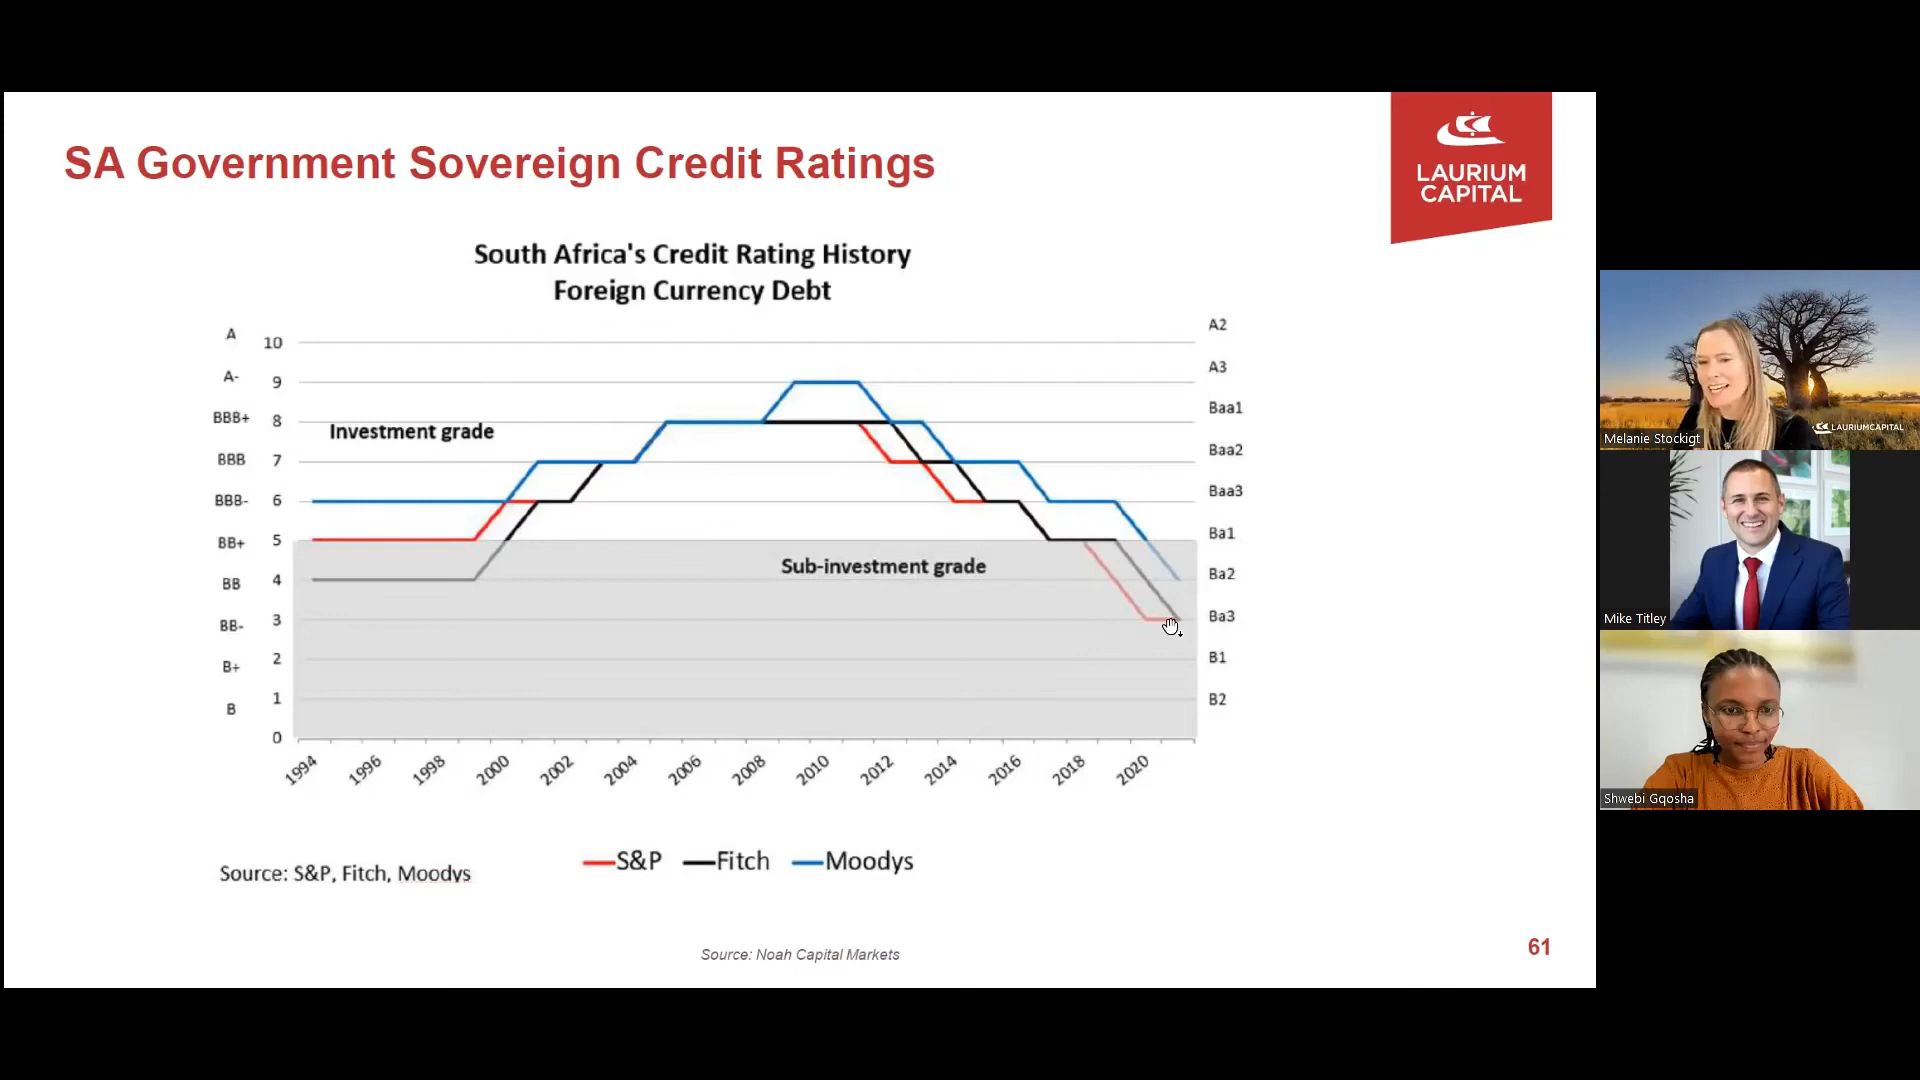 SA Government Sovereign Credit Ratings
LAURIUM
CAPITAL
South Africa's Credit Rating History
Foreign Currency Debt
A 10 A2
A- 9 A3
BBB+ 8 Baa1
Investment grade
BBB 7 Baa2
BBB- 6 Baa3
BB+ 5 Ba1
Sub-investment grade
BB 4 Ba2
BB- 3 Ba3
B+ 2 B1
B 1 B2
0
1994 1996 1998 2000 2002 2004 2006 2008 2010 2012 2014 2016 2018 2020
S&P Fitch Moodys
Source: S&P, Fitch, Moodys
Source: Noah Capital Markets
61
LAURIUMCAPITAL
Melanie Stockigt
Mike Titley
Shwebi Gqosha